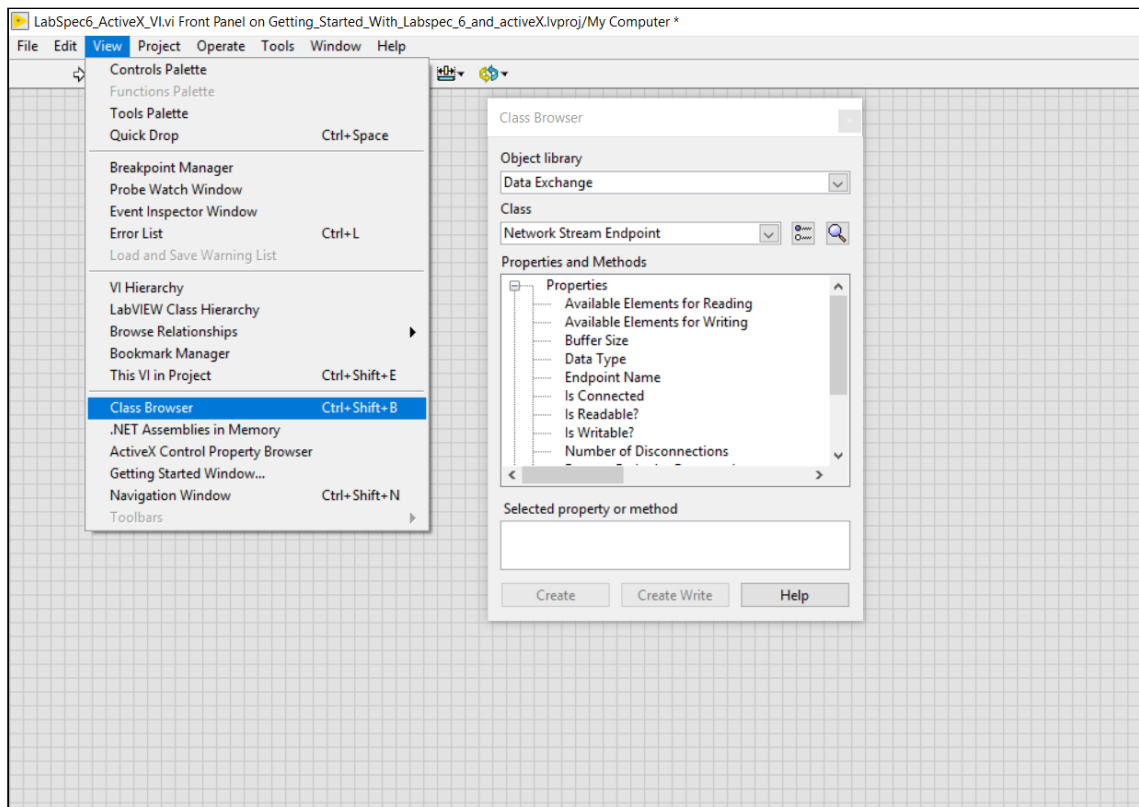 LabSpec6_ActiveX_VI.vi Front Panel on Getting_Started_With_Labspec_6_and_activeX.lvproj/My Computer *
File Edit View Project Operate Tools Window Help
Controls Palette
Functions Palette
Tools Palette
Quick Drop Ctrl+Space
Breakpoint Manager
Probe Watch Window
Event Inspector Window
Error List Ctrl+L
Load and Save Warning List
VI Hierarchy
LabVIEW Class Hierarchy
Browse Relationships
Bookmark Manager
This VI in Project Ctrl+Shift+E
Class Browser Ctrl+Shift+B
.NET Assemblies in Memory
ActiveX Control Property Browser
Getting Started Window...
Navigation Window Ctrl+Shift+N
Toolbars
Class Browser
Object library
Data Exchange
Class
Network Stream Endpoint
Properties and Methods
Properties
Available Elements for Reading
Available Elements for Writing
Buffer Size
Data Type
Endpoint Name
Is Connected
Is Readable?
Is Writable?
Number of Disconnections
Selected property or method
Create Create Write Help